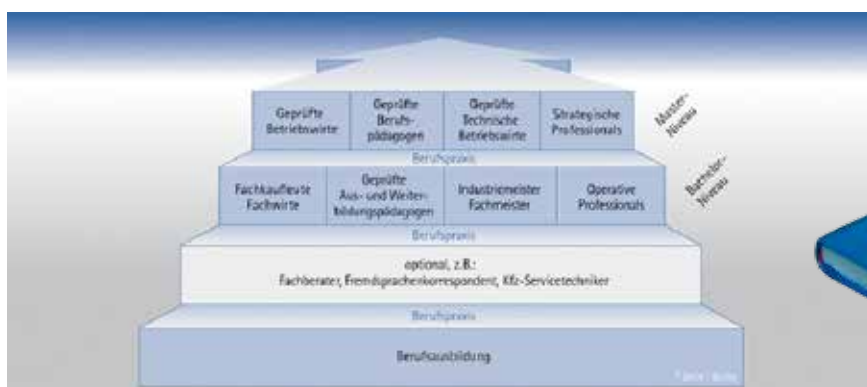 Geprüfte
Betriebswirte
Geprüfte
Berufs-
pädagogen
Geprüfte
Technische
Betriebswirte
Strategische
Professionals
Master-
Niveau
Berufspraxis
Fachkaufleute
Fachwirte
Geprüfte
Aus- und Weiter-
bildungspädagogen
Industriemeister
Fachmeister
Operative
Professionals
Bachelor-
Niveau
Berufspraxis
optional, z.B.:
Fachberater, Fremdsprachenkorrespondent, Kfz-Servicetechniker
Berufspraxis
Berufsausbildung